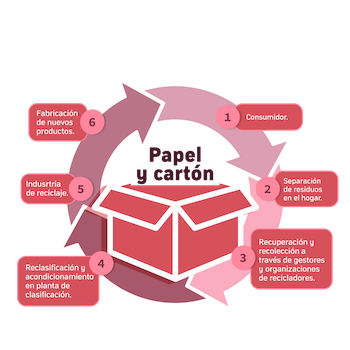 Papel
y cartón
1
Consumidor.
2
Separación
de residuos
en el hogar.
3
Recuperación y
recolección a
través de gestores
y organizaciones
de recicladores.
4
Reclasificación y
acondicionamiento
en planta de
clasificación.
5
Indusrtria
de reciclaje.
6
Fabricación
de nuevos
productos.